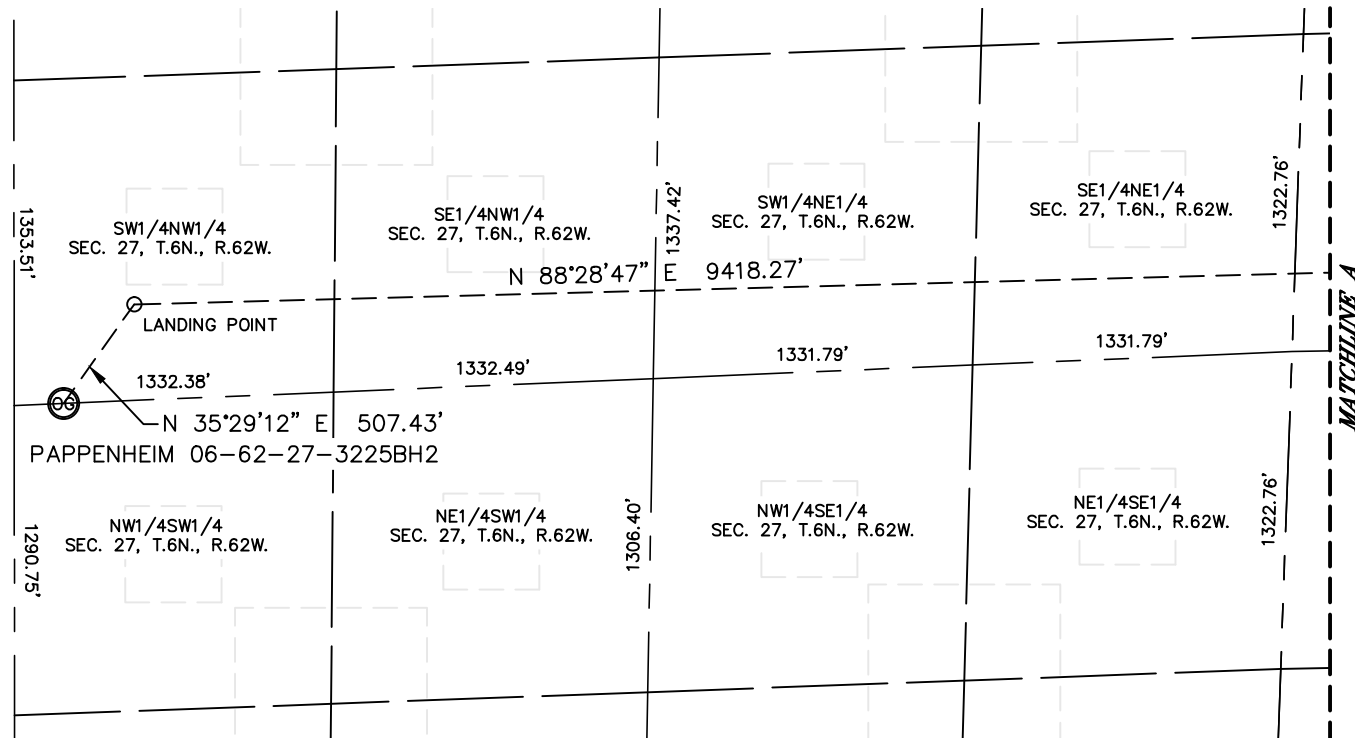 SW1/4NW1/4
SEC. 27, T.6N., R.62W.
SE1/4NW1/4
SEC. 27, T.6N., R.62W.
SW1/4NE1/4
SEC. 27, T.6N., R.62W.
SE1/4NE1/4
SEC. 27, T.6N., R.62W.
1353.51'
1337.42'
1322.76'
N 88°28'47" E 9418.27'
MATCHLINE A
LANDING POINT
1332.38'
1332.49'
1331.79'
1331.79'
OG
N 35°29'12" E 507.43'
PAPPENHEIM 06-62-27-3225BH2
NW1/4SW1/4
SEC. 27, T.6N., R.62W.
NE1/4SW1/4
SEC. 27, T.6N., R.62W.
NW1/4SE1/4
SEC. 27, T.6N., R.62W.
NE1/4SE1/4
SEC. 27, T.6N., R.62W.
1290.75'
1306.40'
1322.76'